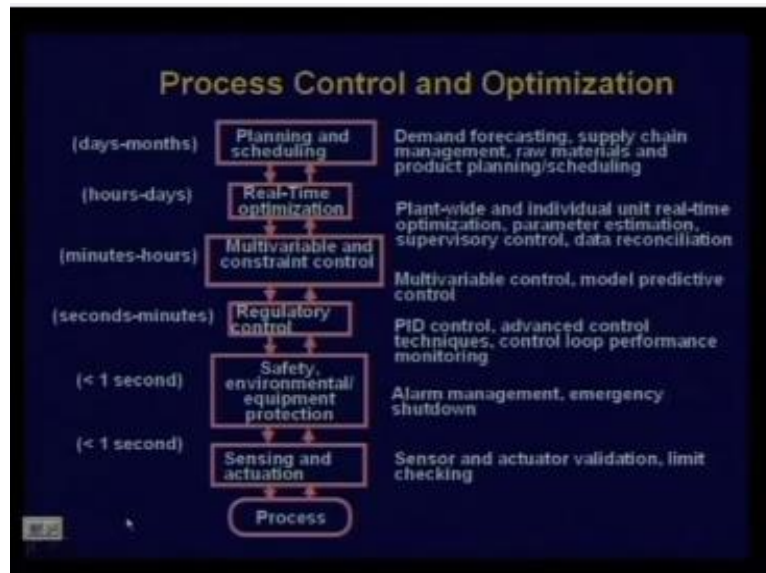 Process Control and Optimization
(days-months)
Planning and
scheduling
Demand forecasting, supply chain
management, raw materials and
product planning/scheduling
(hours-days)
Real-Time
optimization
Plant-wide and individual unit real-time
optimization, parameter estimation,
supervisory control, data reconciliation
(minutes-hours)
Multivariable and
constraint control
Multivariable control, model predictive
control
(seconds-minutes)
Regulatory
control
PID control, advanced control
techniques, control loop performance
monitoring
(< 1 second)
Safety,
environmental/
equipment
protection
Alarm management, emergency
shutdown
(< 1 second)
Sensing and
actuation
Sensor and actuator validation, limit
checking
Process